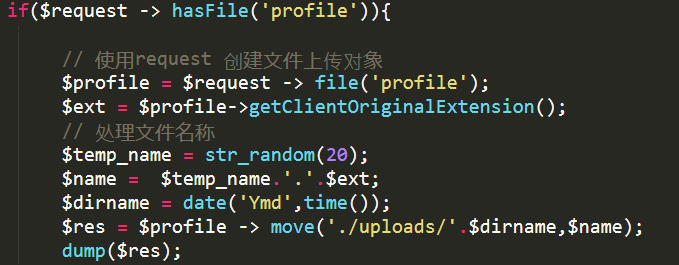 if($request -> hasFile('profile')){
// 使用request 创建文件上传对象
$profile = $request -> file('profile');
$ext = $profile->getClientOriginalExtension();
// 处理文件名称
$temp_name = str_random(20);
$name =  $temp_name.'.'.$ext;
$dirname = date('Ymd',time());
$res = $profile -> move('./uploads/'.$dirname,$name);
dump($res);